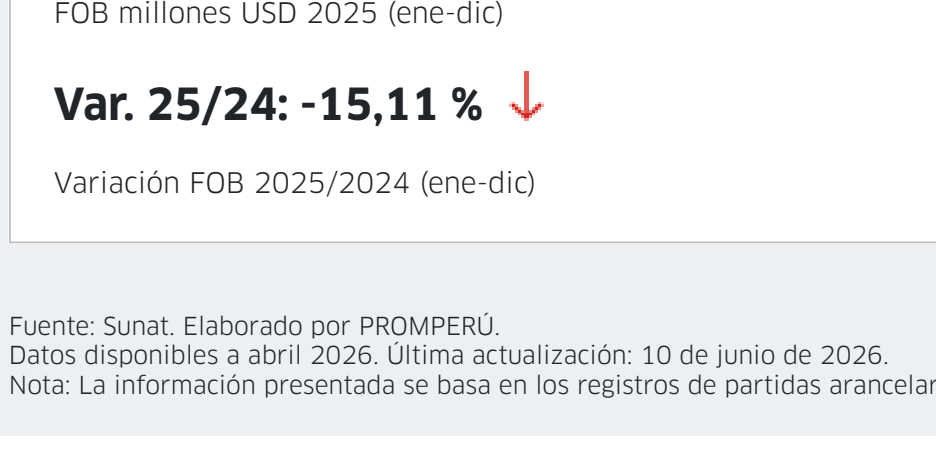 FOB millones USD 2025 (ene-dic)
Var. 25/24: -15,11 %
Variación FOB 2025/2024 (ene-dic)
Fuente: Sunat. Elaborado por PROMPERÚ.
Datos disponibles a abril 2026. Última actualización: 10 de junio de 2026.
Nota: La información presentada se basa en los registros de partidas arancelar